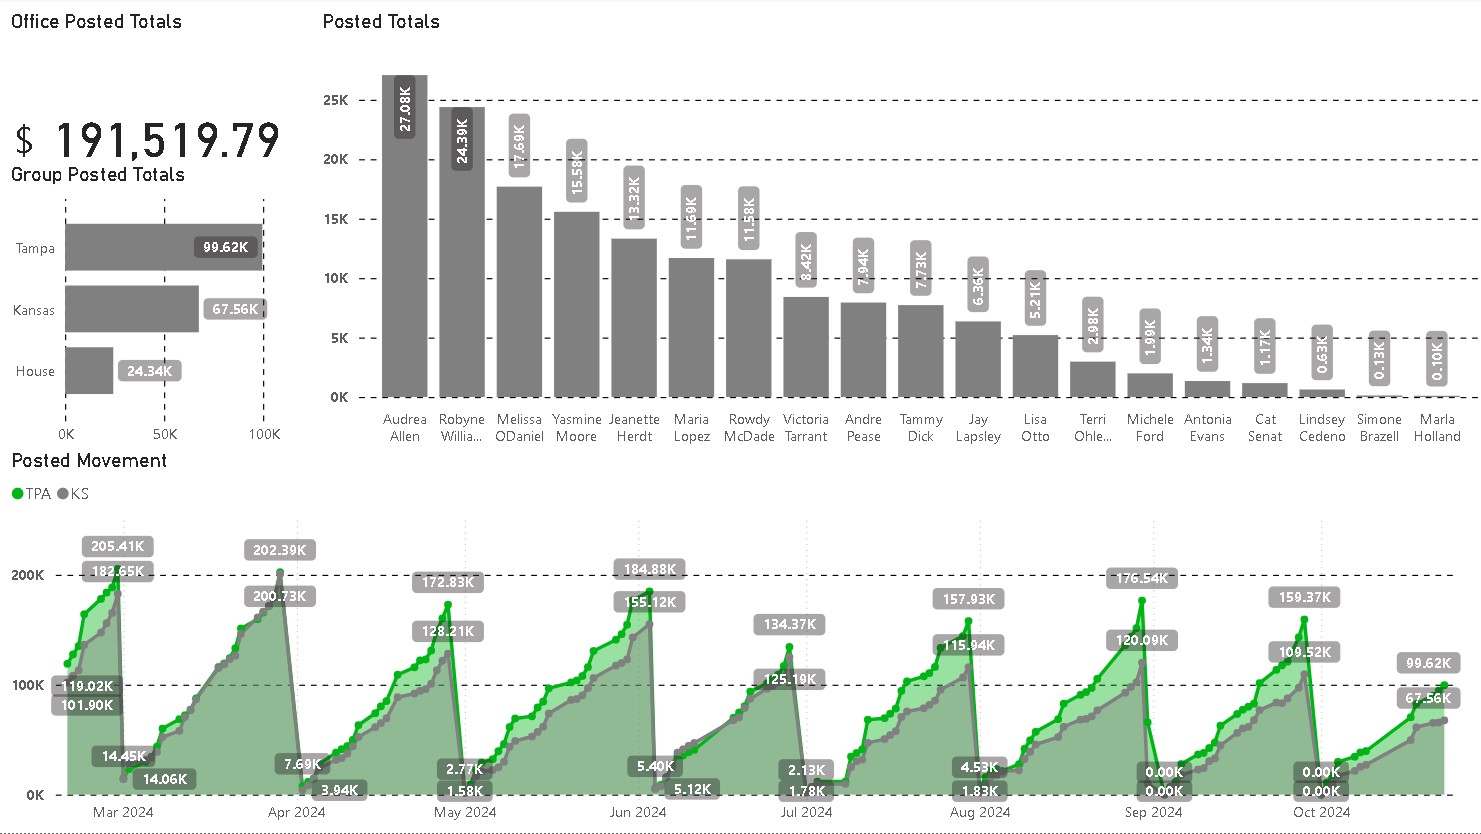 Office Posted Totals
$ 191,519.79
Group Posted Totals
Tampa
99.62K
Kansas
67.56K
House
24.34K
0K 50K 100K
Posted Totals
25K
20K
15K
10K
5K
0K
27.08K
24.39K
17.69K
15.58K
13.32K
11.69K
11.58K
8.42K
7.94K
7.73K
6.36K
5.21K
2.98K
1.99K
1.34K
1.17K
0.63K
0.13K
0.10K
Audrea
Allen
Robyne
Willia...
Melissa
ODaniel
Yasmine
Moore
Jeanette
Herdt
Maria
Lopez
Rowdy
McDade
Victoria
Tarrant
Andre
Pease
Tammy
Dick
Jay
Lapsley
Lisa
Otto
Terri
Ohle...
Michele
Ford
Antonia
Evans
Cat
Senat
Lindsey
Cedeno
Simone
Brazell
Marla
Holland
Posted Movement
TPA KS
200K
100K
0K
205.41K
182.65K
119.02K
101.90K
14.45K
14.06K
202.39K
200.73K
7.69K
3.94K
172.83K
128.21K
2.77K
1.58K
184.88K
155.12K
5.40K
5.12K
134.37K
125.19K
2.13K
1.78K
157.93K
115.94K
4.53K
1.83K
176.54K
120.09K
0.00K
0.00K
159.37K
109.52K
0.00K
0.00K
99.62K
67.56K
Mar 2024 Apr 2024 May 2024 Jun 2024 Jul 2024 Aug 2024 Sep 2024 Oct 2024